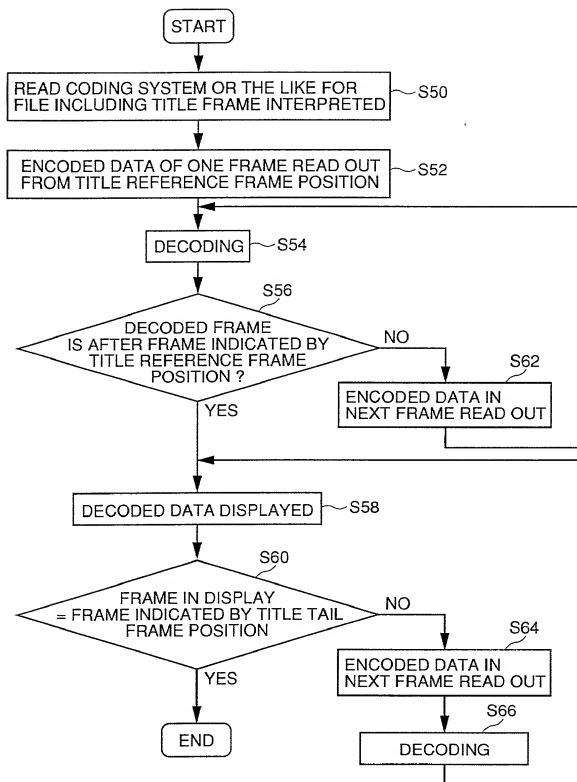 START
READ CODING SYSTEM OR THE LIKE FOR
FILE INCLUDING TITLE FRAME INTERPRETED
S50
ENCODED DATA OF ONE FRAME READ OUT
FROM TITLE REFERENCE FRAME POSITION
S52
DECODING
S54
S56
DECODED FRAME
IS AFTER FRAME INDICATED BY
TITLE REFERENCE FRAME
POSITION ?
NO
YES
S62
ENCODED DATA IN
NEXT FRAME READ OUT
DECODED DATA DISPLAYED
S58
S60
FRAME IN DISPLAY
= FRAME INDICATED BY TITLE TAIL
FRAME POSITION
NO
YES
S64
ENCODED DATA IN
NEXT FRAME READ OUT
S66
DECODING
END